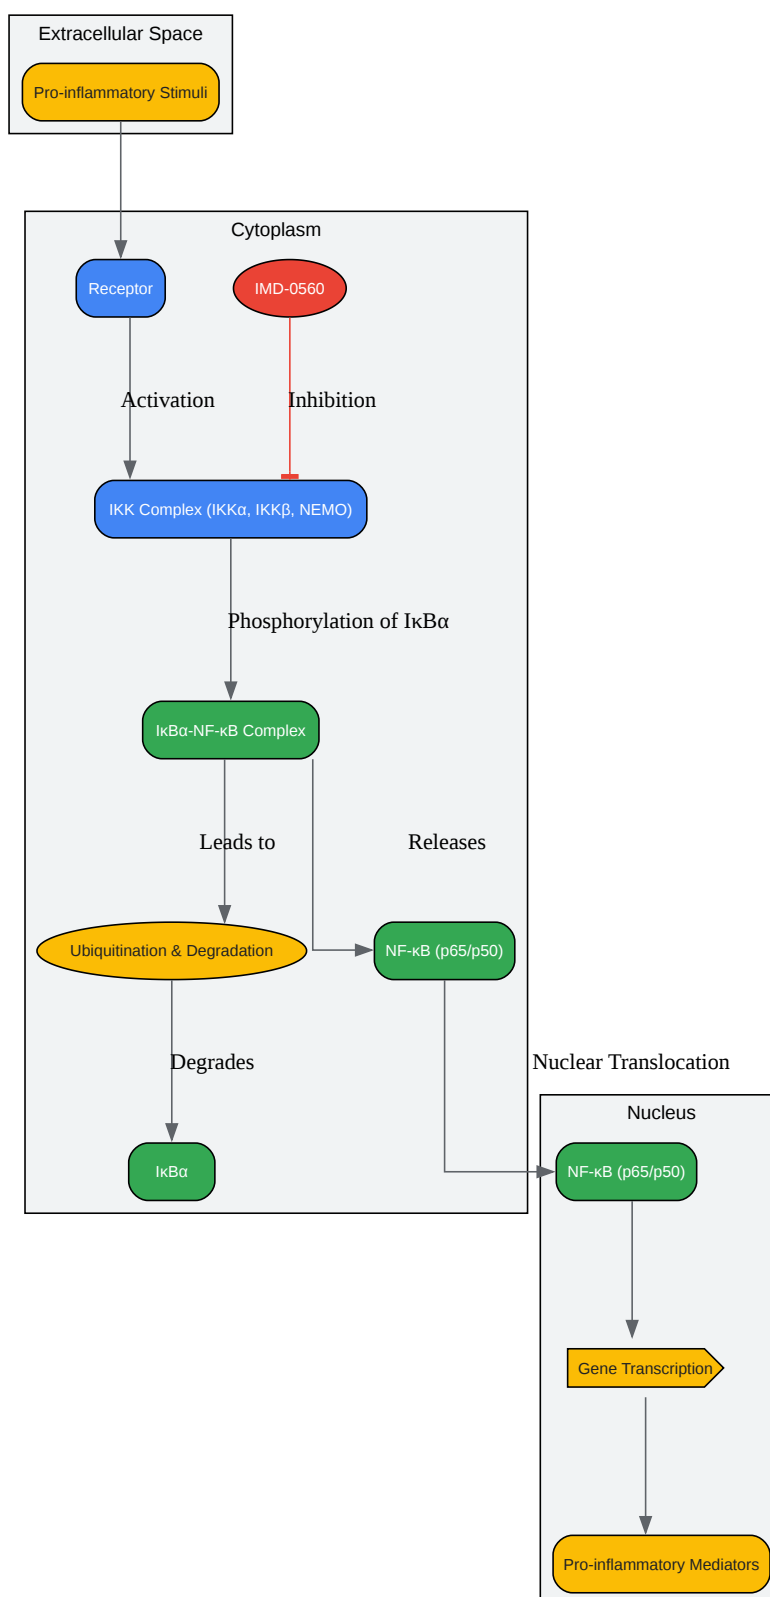 Extracellular Space
Pro-inflammatory Stimuli
Cytoplasm
Receptor
IMD-0560
Activation
Inhibition
IKK Complex (IKKα, IKKβ, NEMO)
Phosphorylation of IκBα
IκBα-NF-κB Complex
Leads to
Releases
Ubiquitination & Degradation
NF-κB (p65/p50)
Degrades
Nuclear Translocation
Nucleus
IκBα
NF-κB (p65/p50)
Gene Transcription
Pro-inflammatory Mediators